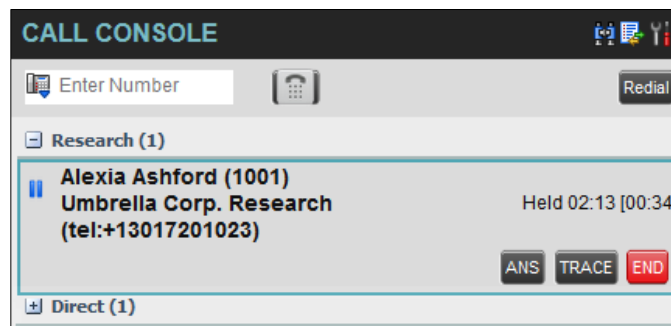 CALL CONSOLE
Enter Number
Redial
Research (1)
Alexia Ashford (1001)
Umbrella Corp. Research
(tel:+13017201023)
Held 02:13 [00:34
ANS TRACE END
Direct (1)